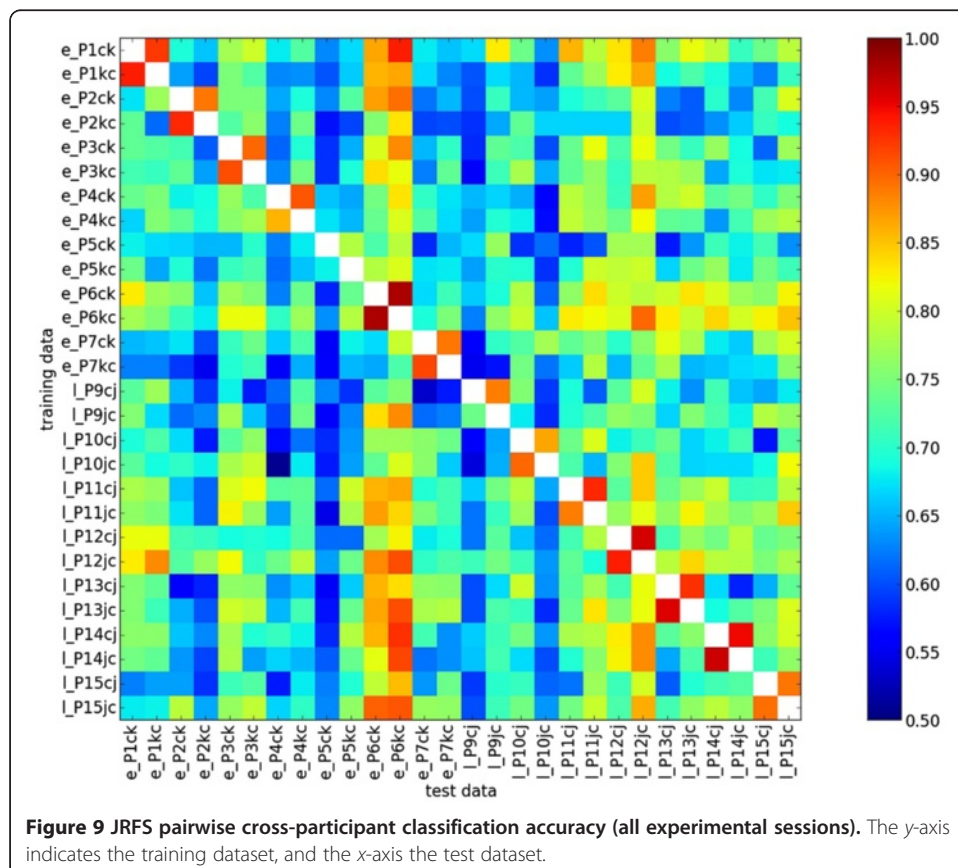 training data
e_P1ck
e_P1kc
e_P2ck
e_P2kc
e_P3ck
e_P3kc
e_P4ck
e_P4kc
e_P5ck
e_P5kc
e_P6ck
e_P6kc
e_P7ck
e_P7kc
l_P9cj
l_P9jc
l_P10cj
l_P10jc
l_P11cj
l_P11jc
l_P12cj
l_P12jc
l_P13cj
l_P13jc
l_P14cj
l_P14jc
l_P15cj
l_P15jc
e_P1ck
e_P1kc
e_P2ck
e_P2kc
e_P3ck
e_P3kc
e_P4ck
e_P4kc
e_P5ck
e_P5kc
e_P6ck
e_P6kc
e_P7ck
e_P7kc
l_P9cj
l_P9jc
l_P10cj
l_P10jc
l_P11cj
l_P11jc
l_P12cj
l_P12jc
l_P13cj
l_P13jc
l_P14cj
l_P14jc
l_P15cj
l_P15jc
test data
1.00
0.95
0.90
0.85
0.80
0.75
0.70
0.65
0.60
0.55
0.50
Figure 9 JRFS pairwise cross-participant classification accuracy (all experimental sessions). The y-axis
indicates the training dataset, and the x-axis the test dataset.